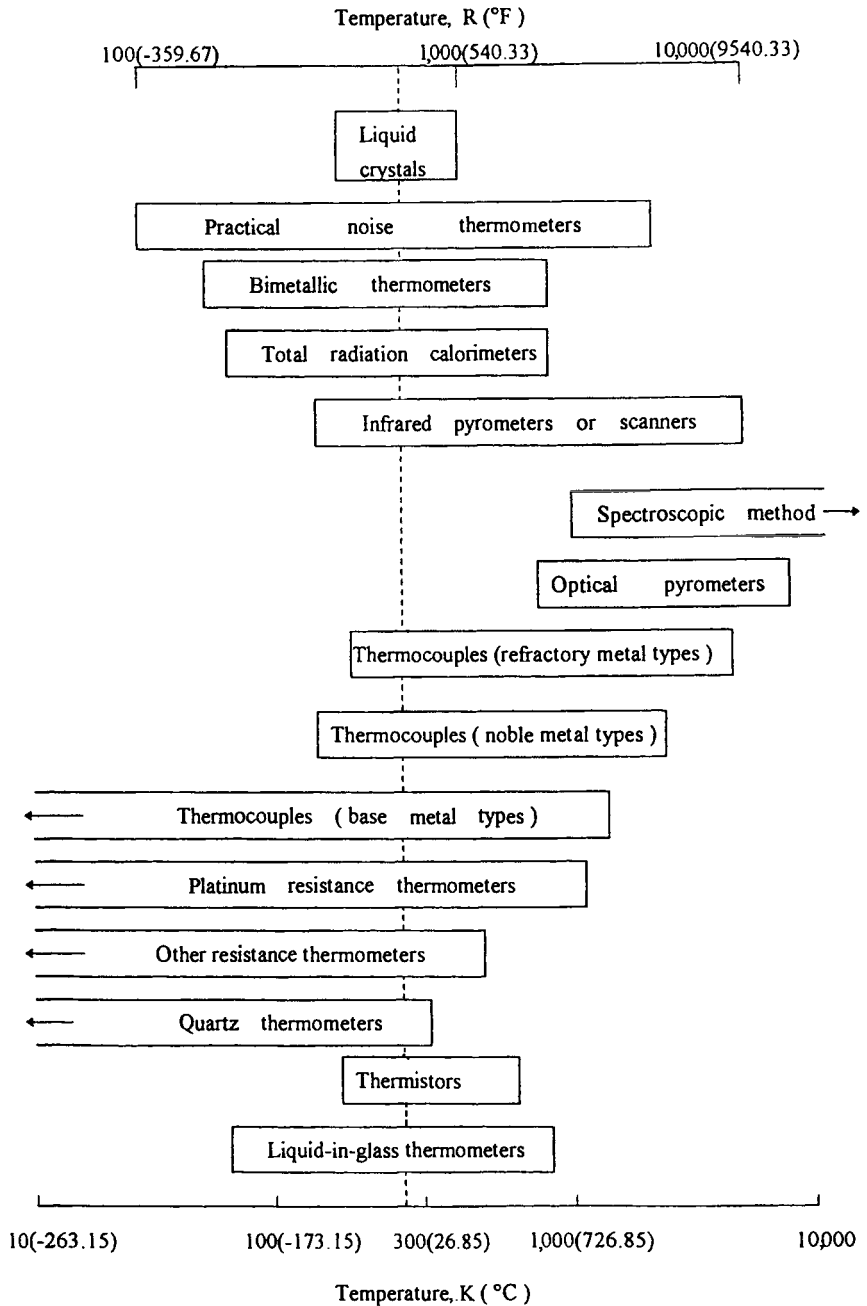 Temperature, R (°F)
100(-359.67) 1,000(540.33) 10,000(9540.33)
Liquid
crystals
Practical noise thermometers
Bimetallic thermometers
Total radiation calorimeters
Infrared pyrometers or scanners
Spectroscopic method
Optical pyrometers
Thermocouples (refractory metal types )
Thermocouples ( noble metal types )
Thermocouples ( base metal types )
Platinum resistance thermometers
Other resistance thermometers
Quartz thermometers
Thermistors
Liquid-in-glass thermometers
10(-263.15) 100(-173.15) 300(26.85) 1,000(726.85) 10,000
Temperature, K ( °C )